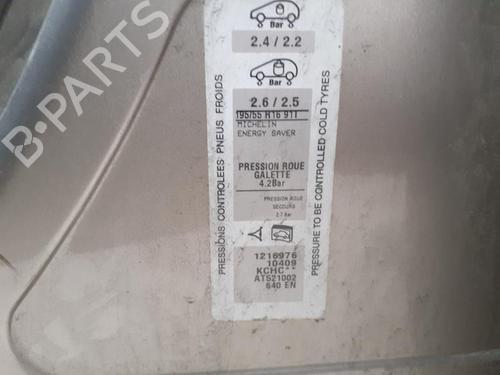 Bar
2.4 / 2.2
Bar
2.6 / 2.5
195/55 R16 91T
MICHELIN
ENERGY SAVER
PRESSION ROUE
GALETTE
4.2Bar
PRESSION ROUE
SECOURS
2.7 Bar
1216976
10409
KCHC**
AT521002
640 EN
PRESSIONS CONTROLEES PNEUS FROIDS
PRESSURE TO BE CONTROLLED COLD TYRES
B-PARTS